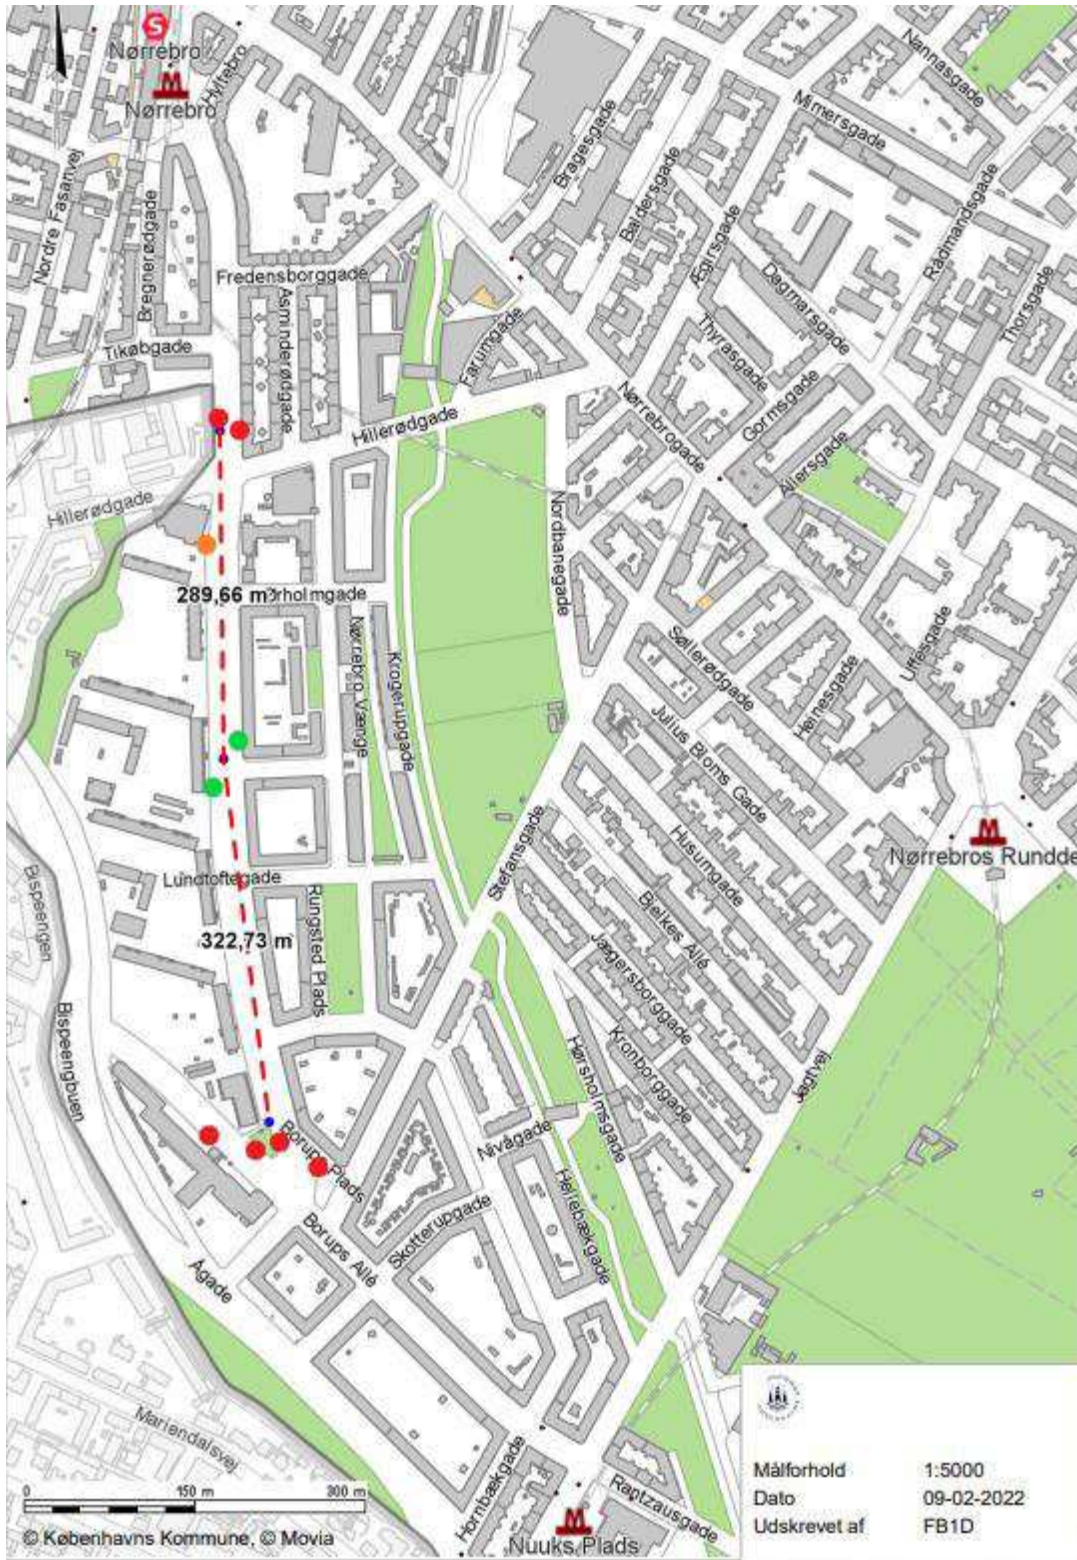 S
Nørrebro
M
Nørrebro
Hyltebro
Nannasgade
Mimersgade
Bragesgade
Baldersgade
Rådmandsgade
Nordre Fasanvej
Bregnerødgade
Ægirsgade
Fredensborggade
Dagmarsgade
Thorsgade
Asminderødgade
Tikøbgade
Farumgade
Thyrasgade
Nørrebrogade
Gormsgade
Hillerødgade
Allersgade
Hillerødgade
Nordbanegade
289,66 m
rholmgade
Nørrebro Vænge
Krogerupgade
Søllerødgade
Uffesgade
Hejnesgade
Julius Bloms Gade
M
Nørrebros Runddel
Stefansgade
Husumgade
Lundtoftegade
Rungsted Plads
Bispeengen
Bjelkes Allé
322,73 m
Jægersborggade
Bispeengbuen
Hørsholmsgade
Kronborggade
Jagtvej
Borups Plads
Nivågade
Hellebækgade
Skotterupgade
Borups Allé
Ågade
Mariendalsvej
Hornbækgade
Rantzausgade
M
Nuuks Plads
0 150 m 300 m
© Københavns Kommune, © Movia
Målforhold 1:5000
Dato 09-02-2022
Udskrevet af FB1D